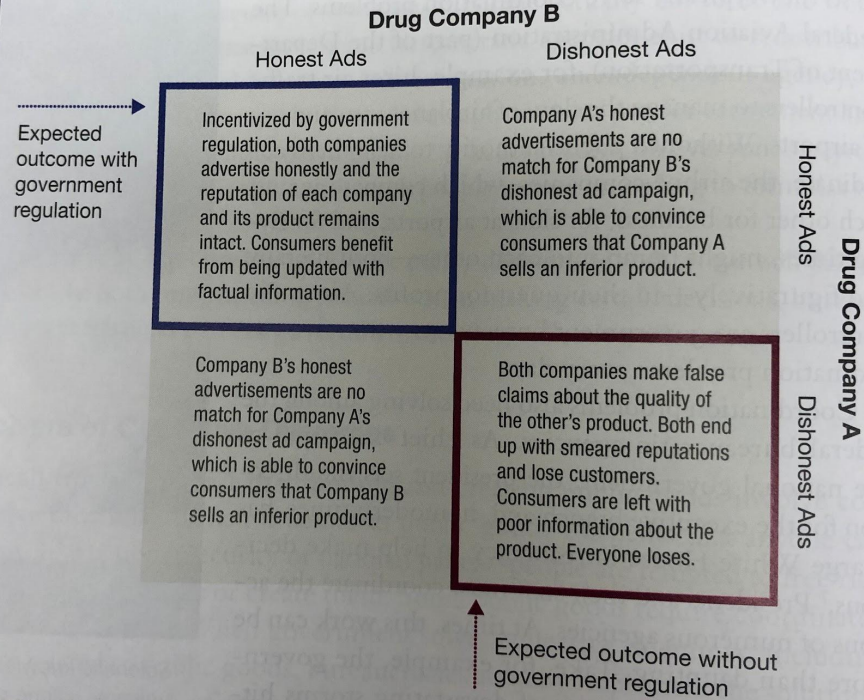 Drug Company B
Honest Ads
Dishonest Ads
Expected
outcome with
government
regulation
Incentivized by government
regulation, both companies
advertise honestly and the
reputation of each company
and its product remains
intact. Consumers benefit
from being updated with
factual information.
Company A's honest
advertisements are no
match for Company B's
dishonest ad campaign,
which is able to convince
consumers that Company A
sells an inferior product.
Honest Ads
Drug Company A
Company B's honest
advertisements are no
match for Company A's
dishonest ad campaign,
which is able to convince
consumers that Company B
sells an inferior product.
Both companies make false
claims about the quality of
the other's product. Both end
up with smeared reputations
and lose customers.
Consumers are left with
poor information about the
product. Everyone loses.
Dishonest Ads
Expected outcome without
government regulation